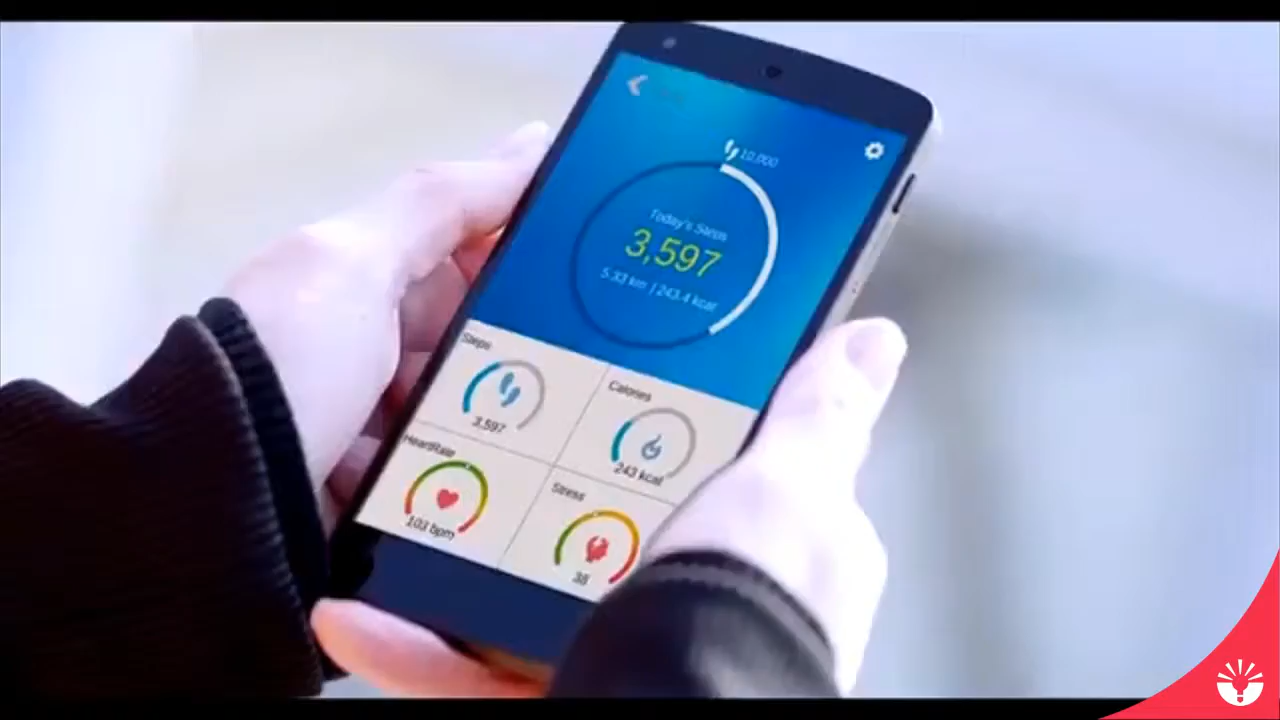 10,000
Today's Steps
3,597
5.33 km | 243.4 kcal
Steps
3,597
Calories
243 kcal
HeartRate
103 bpm
Stress
38